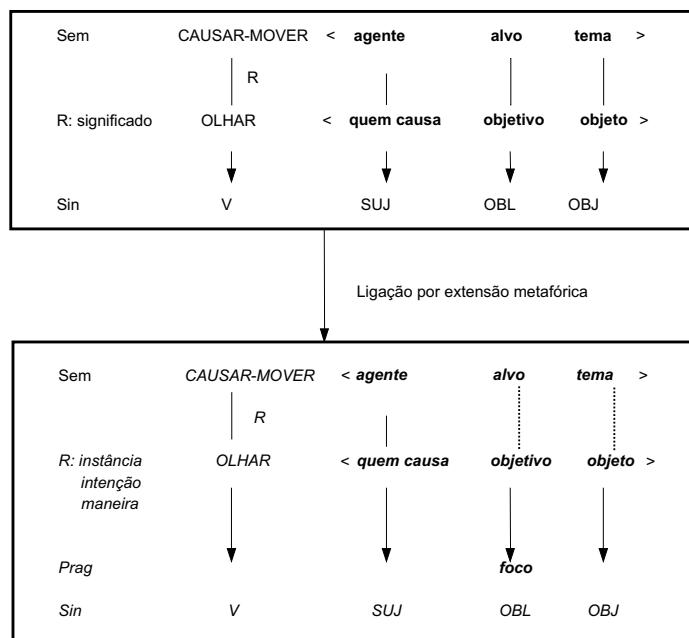 Sem CAUSAR-MOVER < agente alvo tema >
R
R: significado OLHAR < quem causa objetivo objeto >
Sin V SUJ OBL OBJ
Ligação por extensão metafórica
Sem CAUSAR-MOVER < agente alvo tema >
R
R: instância OLHAR < quem causa objetivo objeto >
intenção
maneira
Prag foco
Sin V SUJ OBL OBJ